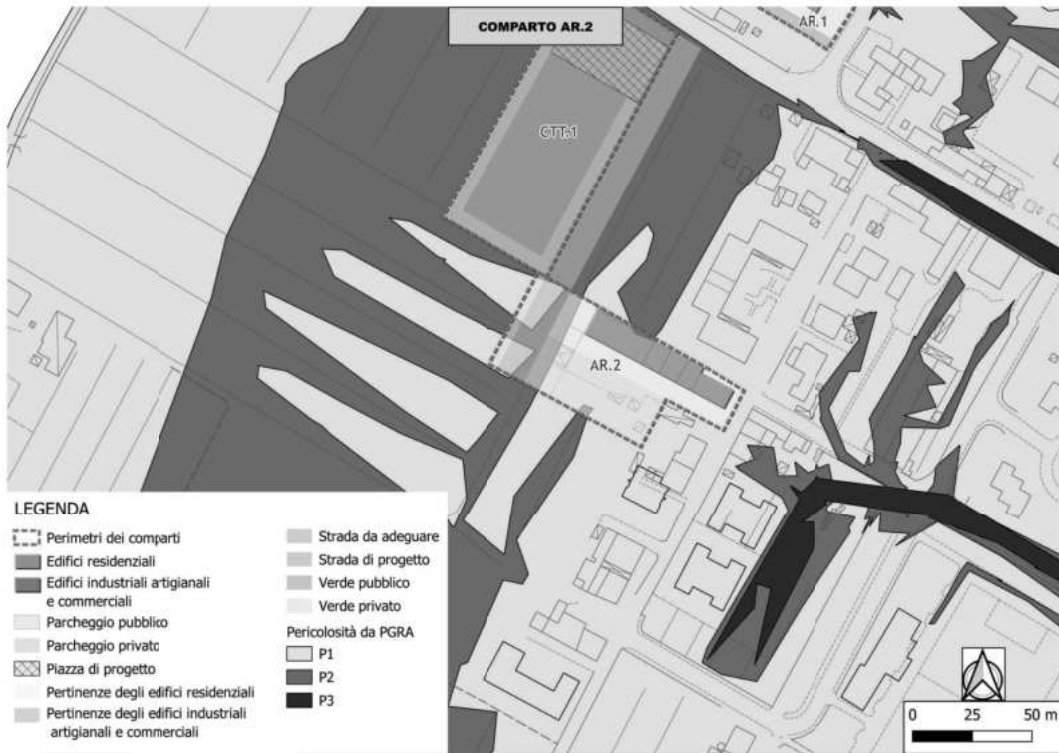 COMPARTO AR.2
AR.1
CTT.1
AR.2
LEGENDA
Perimetri dei comparti
Edifici residenziali
Edifici industriali artigianali
e commerciali
Parcheggio pubblico
Parcheggio privato
Piazza di progetto
Pertinenze degli edifici residenziali
Pertinenze degli edifici industriali
artigianali e commerciali
Strada da adeguare
Strada di progetto
Verde pubblico
Verde privato
Pericolosità da PGRA
P1
P2
P3
0 25 50 m